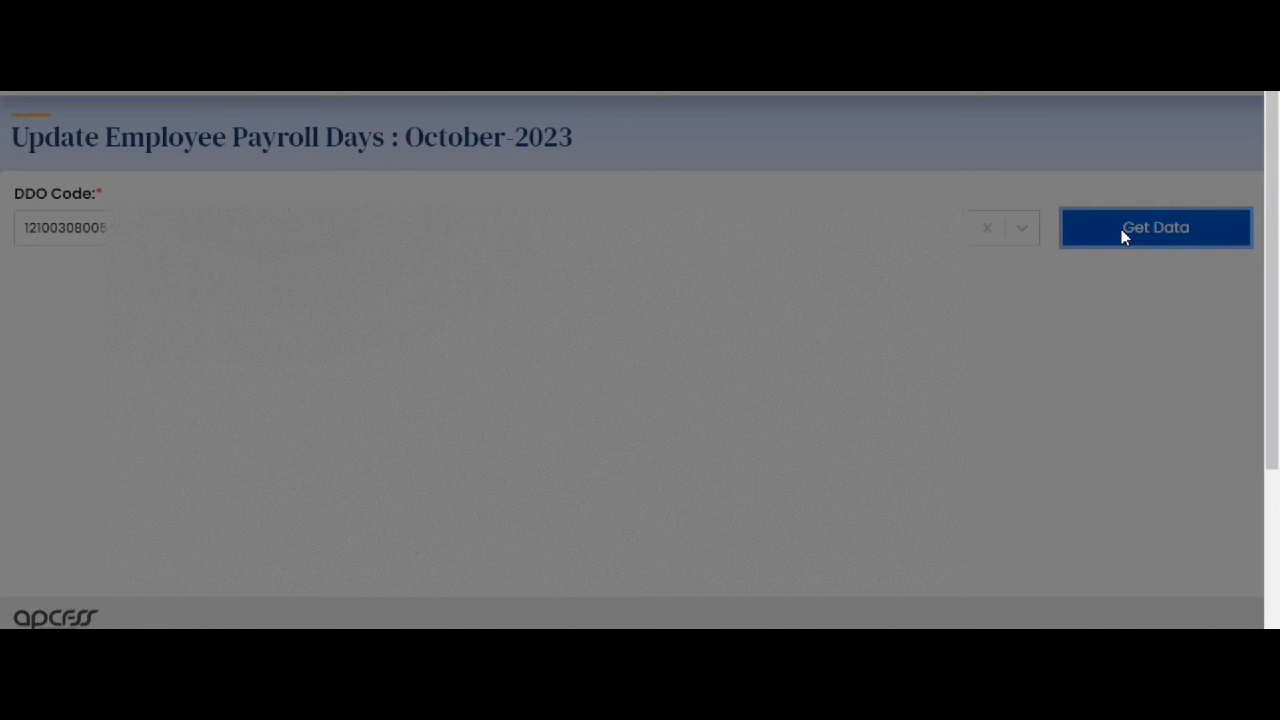 Update Employee Payroll Days : October-2023
DDO Code:*
12100308005
Get Data
apcfss